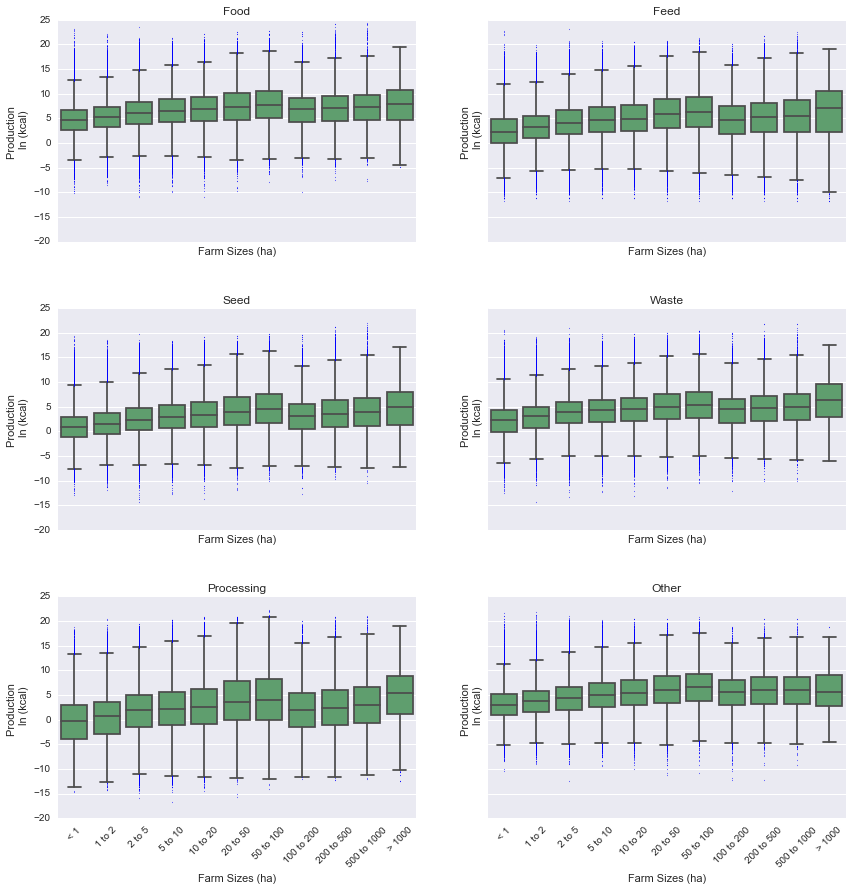 Food
25
20
15
10
5
0
−5
−10
−15
−20
Production
ln (kcal)
Farm Sizes (ha)
Feed
Production
ln (kcal)
Farm Sizes (ha)
Seed
25
20
15
10
5
0
−5
−10
−15
−20
Production
ln (kcal)
Farm Sizes (ha)
Waste
Production
ln (kcal)
Farm Sizes (ha)
Processing
25
20
15
10
5
0
−5
−10
−15
−20
Production
ln (kcal)
< 1
1 to 2
2 to 5
5 to 10
10 to 20
20 to 50
50 to 100
100 to 200
200 to 500
500 to 1000
> 1000
Farm Sizes (ha)
Other
Production
ln (kcal)
< 1
1 to 2
2 to 5
5 to 10
10 to 20
20 to 50
50 to 100
100 to 200
200 to 500
500 to 1000
> 1000
Farm Sizes (ha)